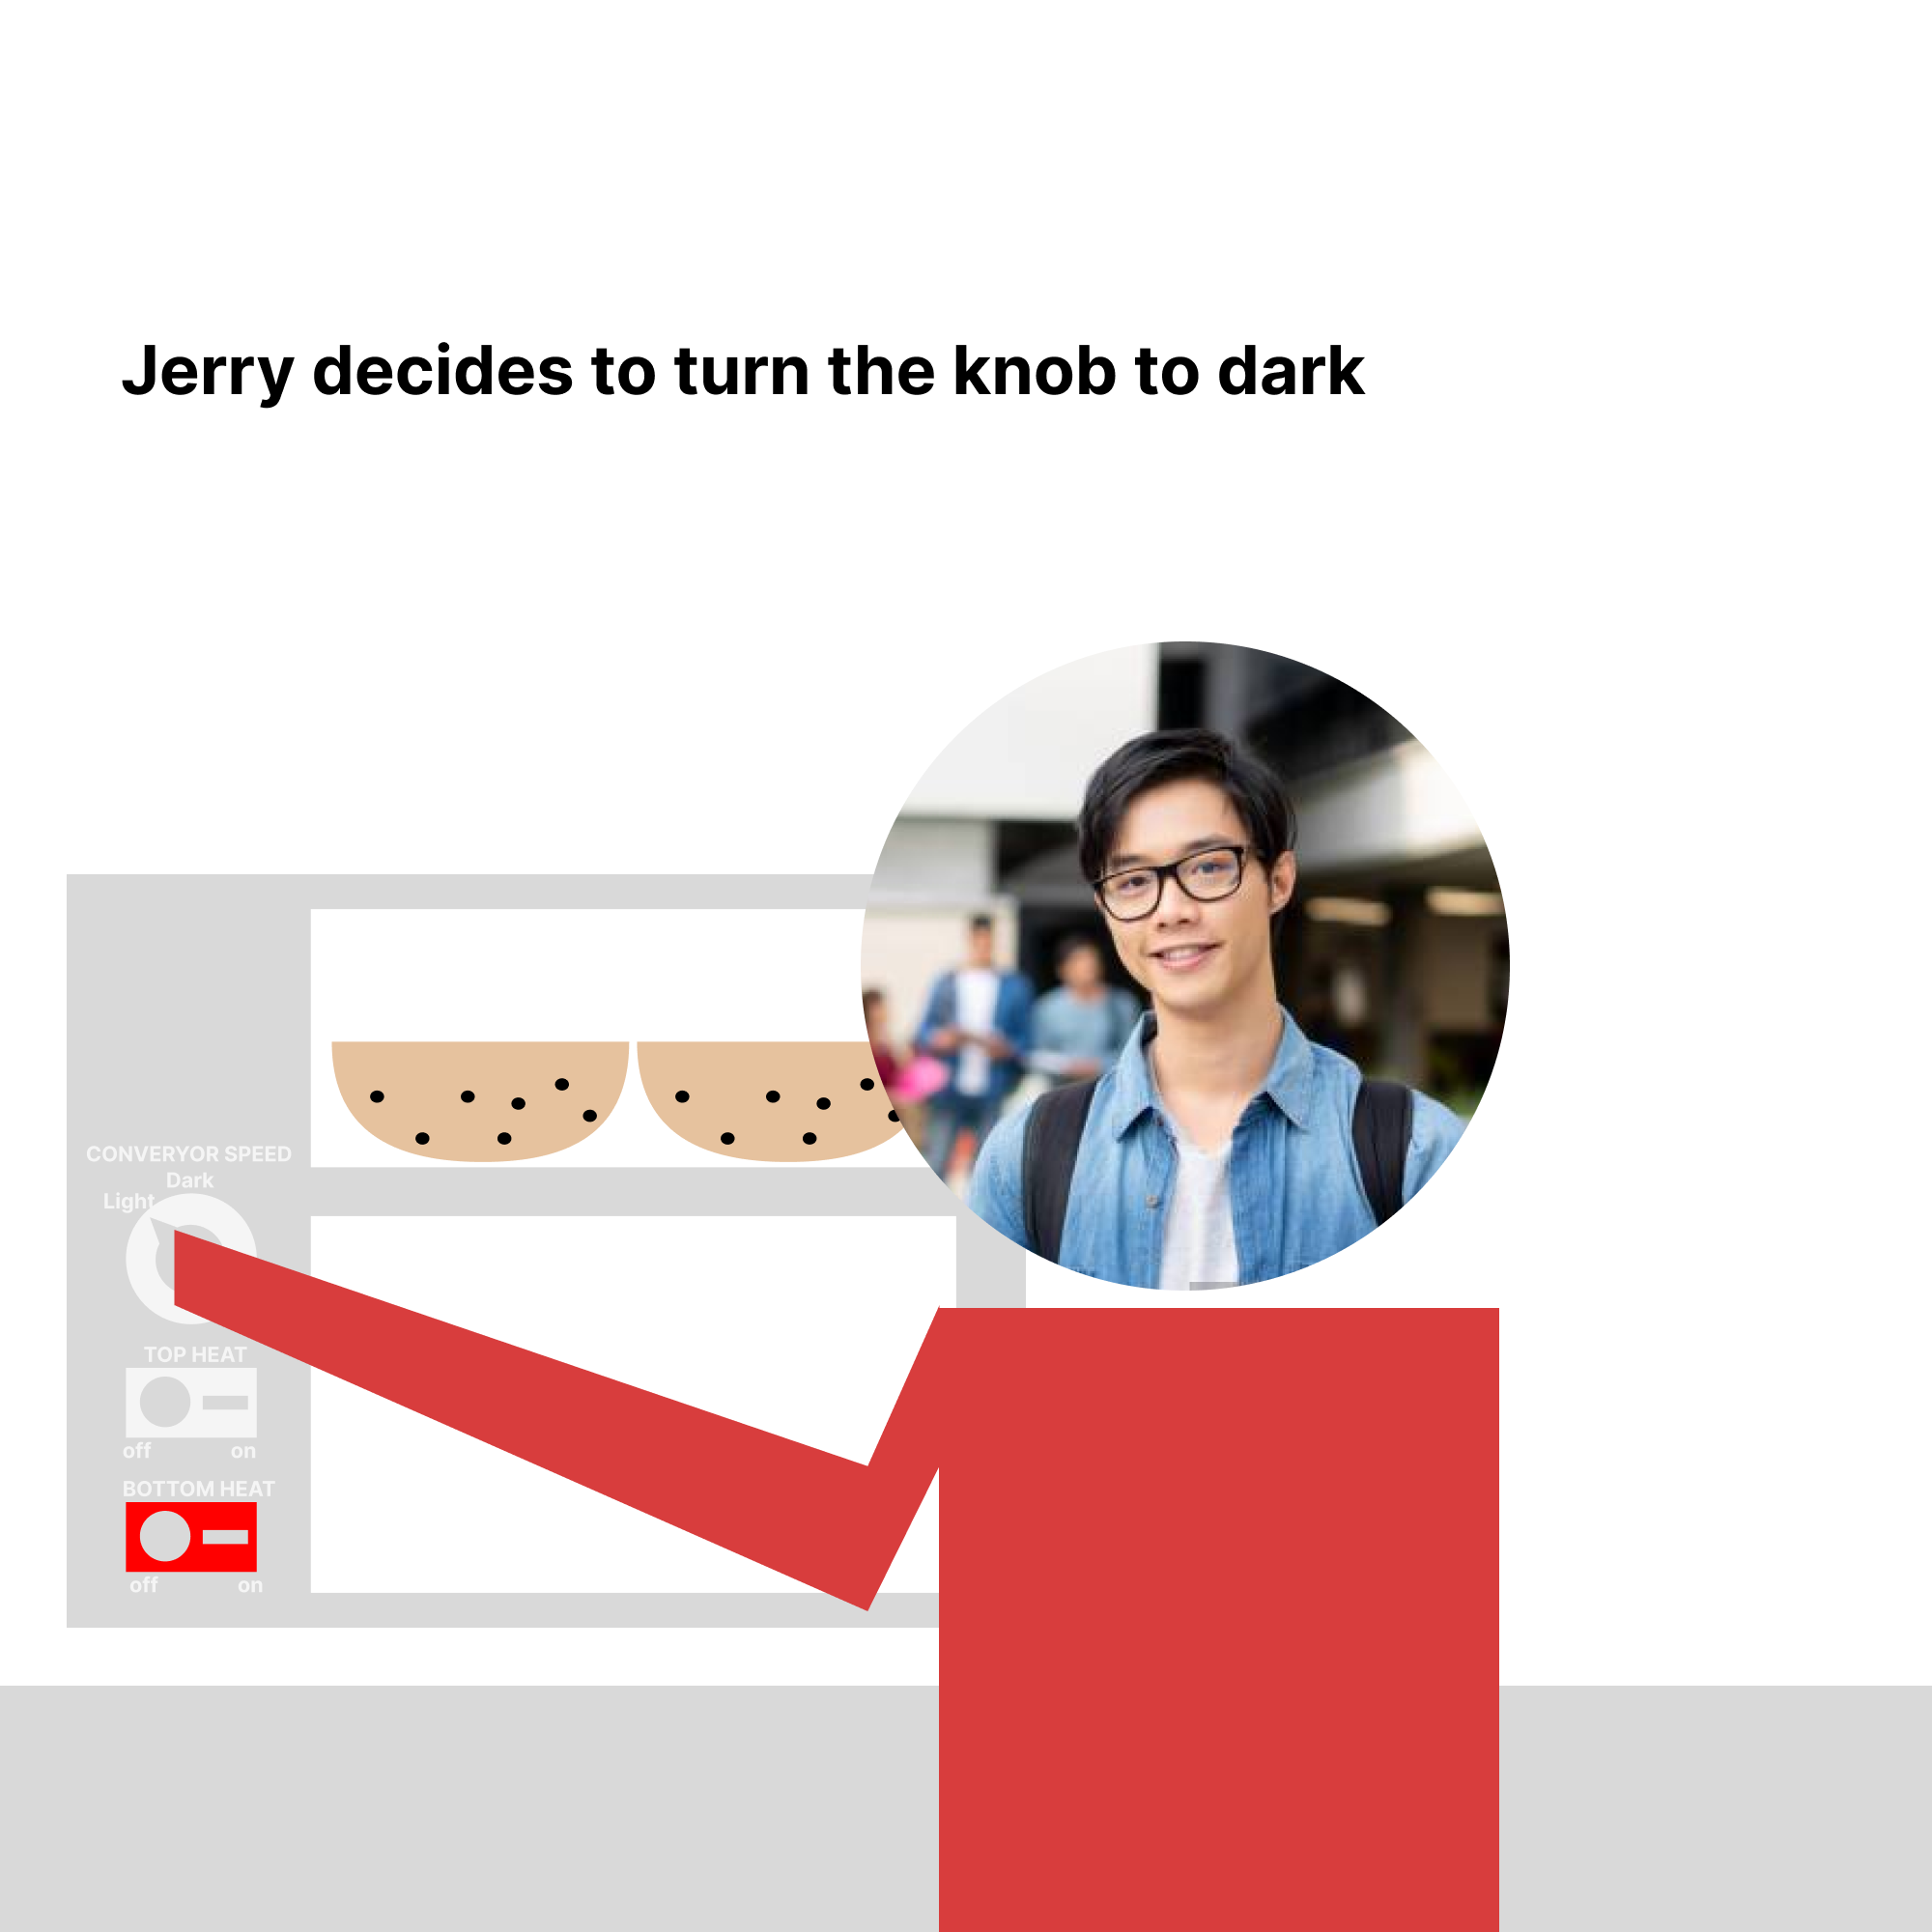 Jerry decides to turn the knob to dark
CONVERYOR SPEED
Dark
Light
TOP HEAT
off on
BOTTOM HEAT
off on